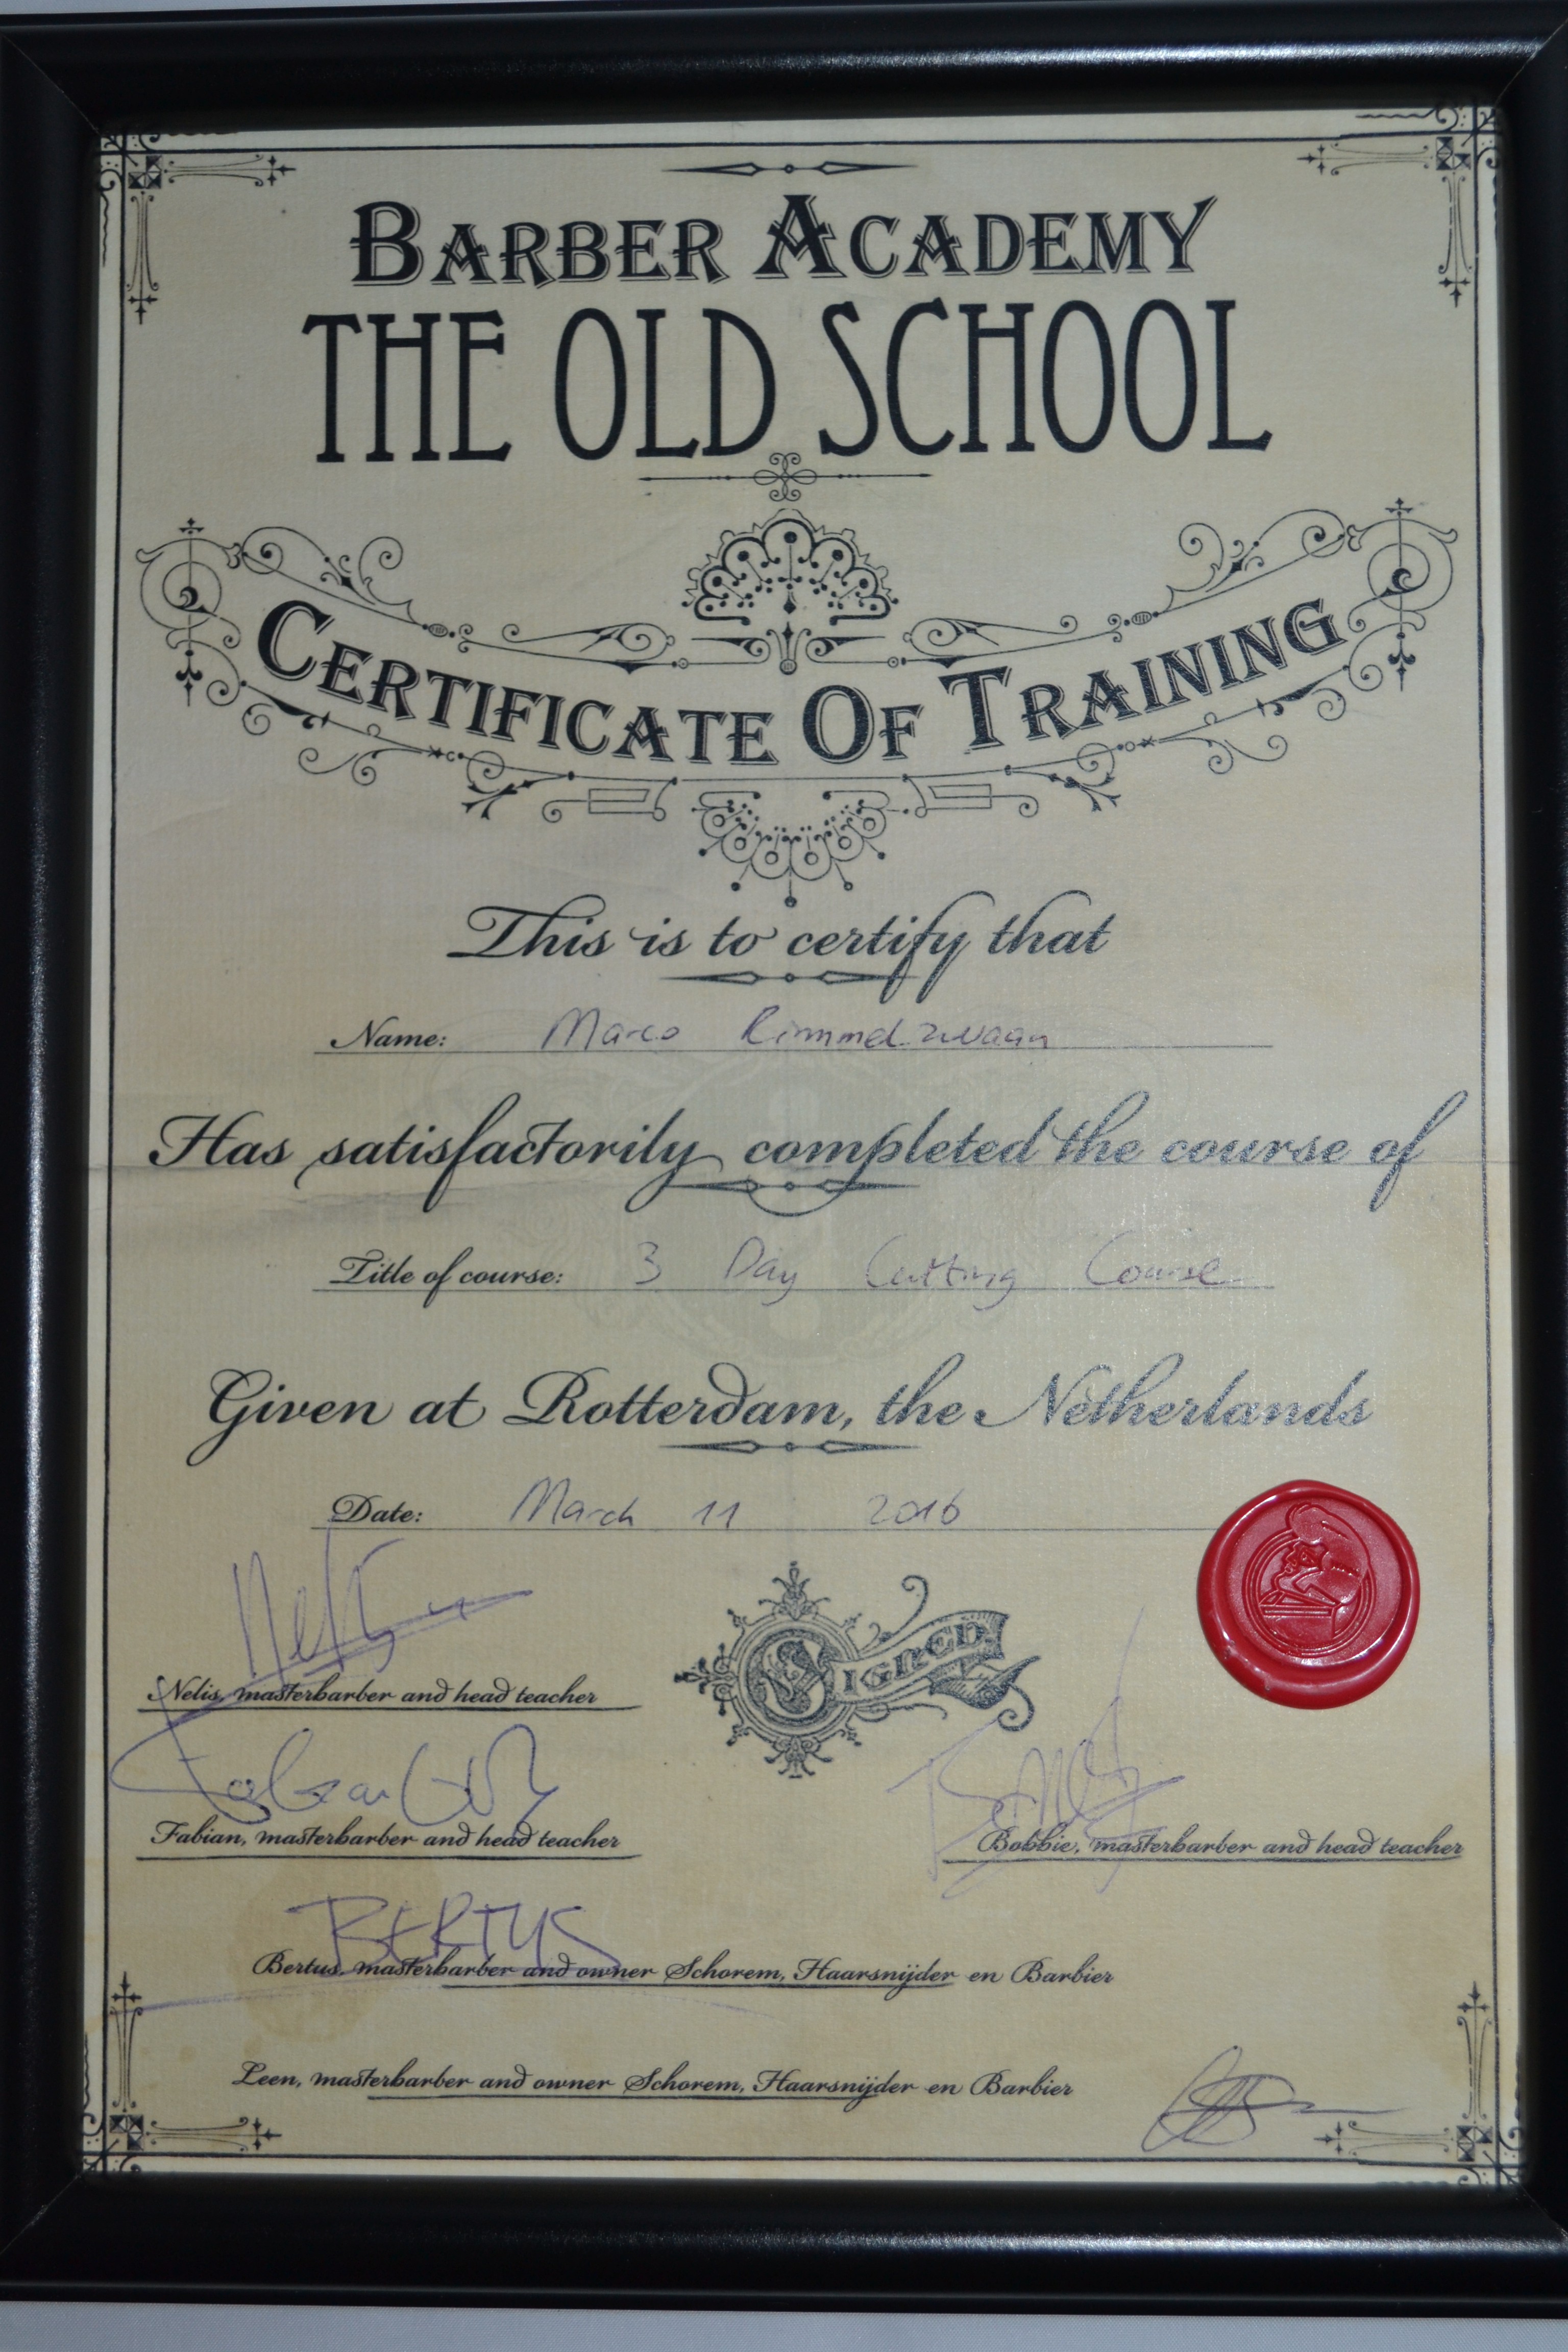 BARBER ACADEMY
THE OLD SCHOOL
CERTIFICATE OF TRAINING
This is to certify that
Name: Marco Rimmelzwaan
Has satisfactorily completed the course of
Title of course: 3 Day Cutting Course
Given at Rotterdam, the Netherlands
Date: March 11 2016
SIGNED
Nelis, masterbarber and head teacher
Fabian, masterbarber and head teacher
Bobbie, masterbarber and head teacher
BERTUS
Bertus, masterbarber and owner Schorem, Haarsnijder en Barbier
Leen, masterbarber and owner Schorem, Haarsnijder en Barbier